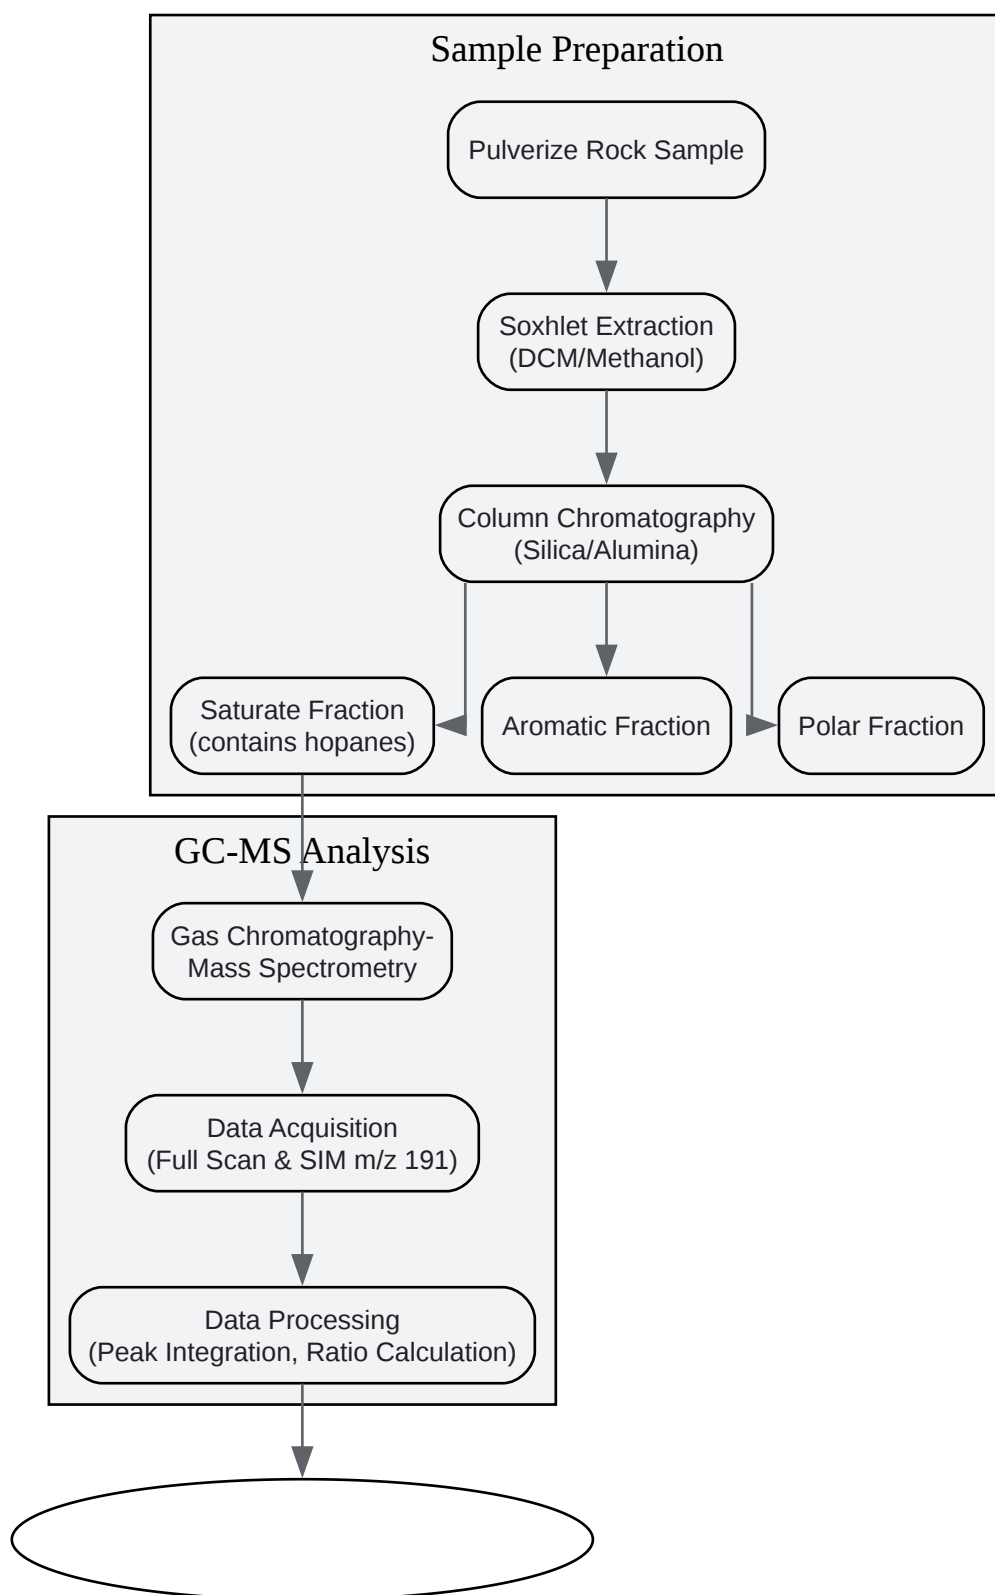 Sample Preparation
Pulverize Rock Sample
Soxhlet Extraction
(DCM/Methanol)
Column Chromatography
(Silica/Alumina)
Saturate Fraction
(contains hopanes)
Aromatic Fraction
Polar Fraction
GC-MS Analysis
Gas Chromatography-
Mass Spectrometry
Data Acquisition
(Full Scan & SIM m/z 191)
Data Processing
(Peak Integration, Ratio Calculation)